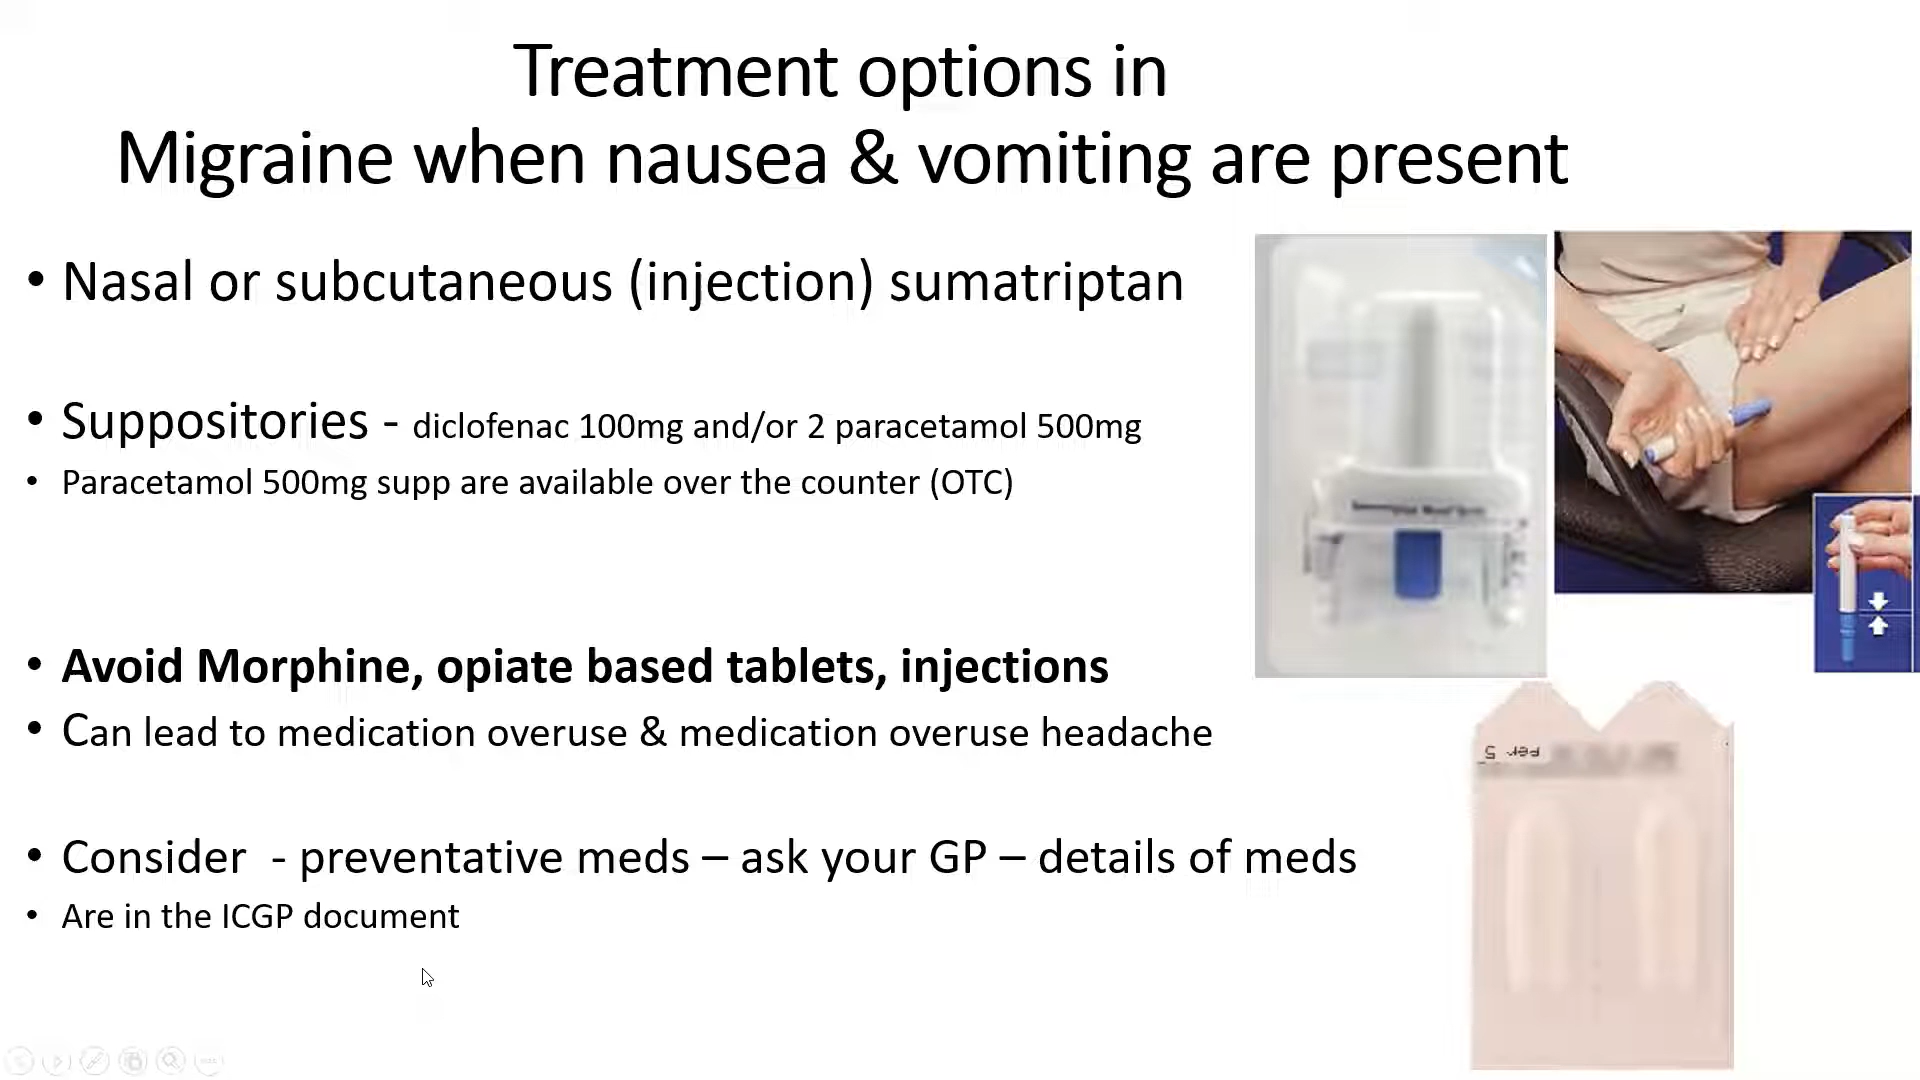 Treatment options in
Migraine when nausea & vomiting are present
• Nasal or subcutaneous (injection) sumatriptan
• Suppositories - diclofenac 100mg and/or 2 paracetamol 500mg
• Paracetamol 500mg supp are available over the counter (OTC)
• Avoid Morphine, opiate based tablets, injections
• Can lead to medication overuse & medication overuse headache
• Consider  - preventative meds – ask your GP – details of meds
• Are in the ICGP document